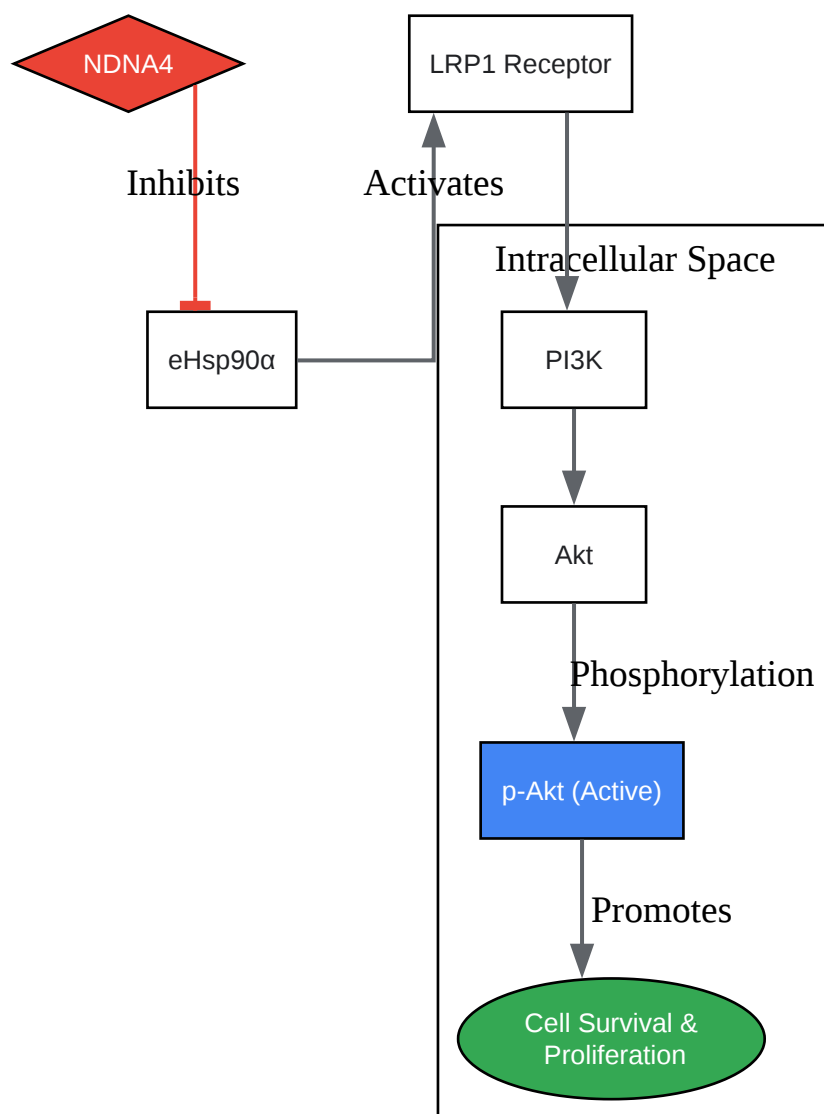 NDNA4
LRP1 Receptor
Inhibits
Activates
Intracellular Space
eHsp90α
PI3K
Akt
Phosphorylation
p-Akt (Active)
Promotes
Cell Survival &
Proliferation